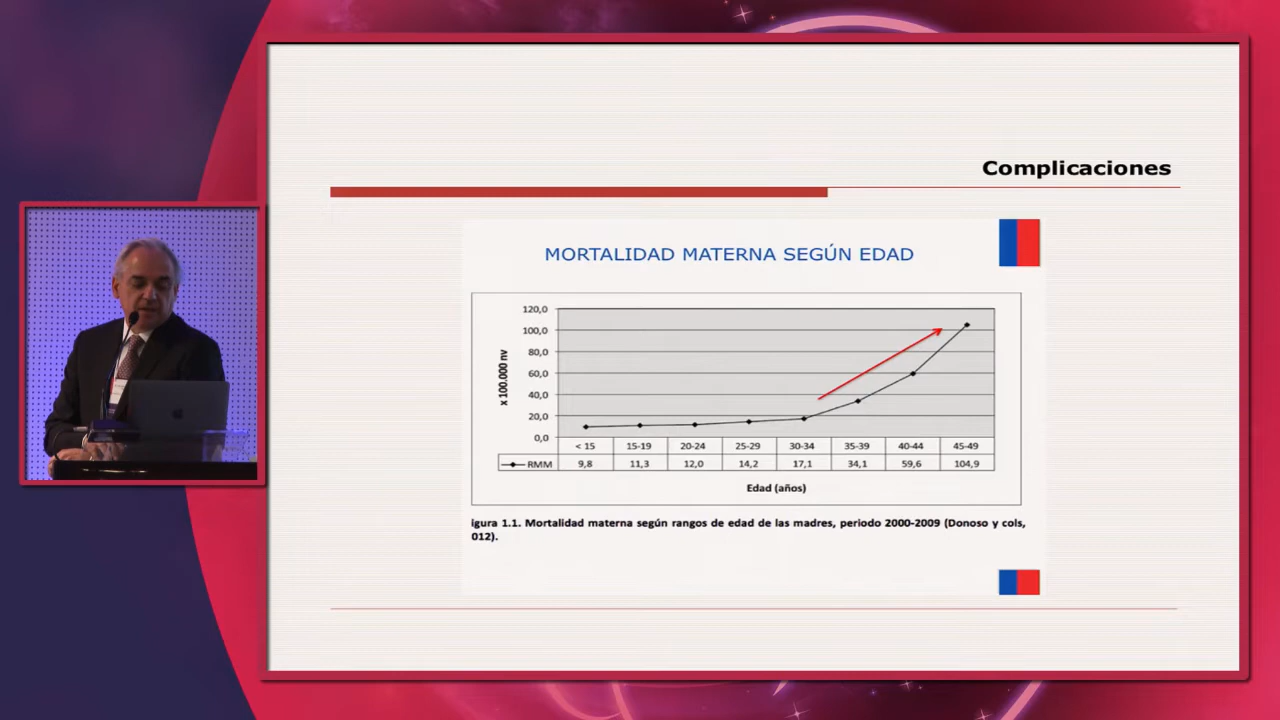 Complicaciones
MORTALIDAD MATERNA SEGÚN EDAD
120,0
100,0
80,0
60,0
40,0
20,0
0,0
x 100.000 nv
< 15 15-19 20-24 25-29 30-34 35-39 40-44 45-49
RMM 9,8 11,3 12,0 14,2 17,1 34,1 59,6 104,9
Edad (años)
igura 1.1. Mortalidad materna según rangos de edad de las madres, periodo 2000-2009 (Donoso y cols,
012).